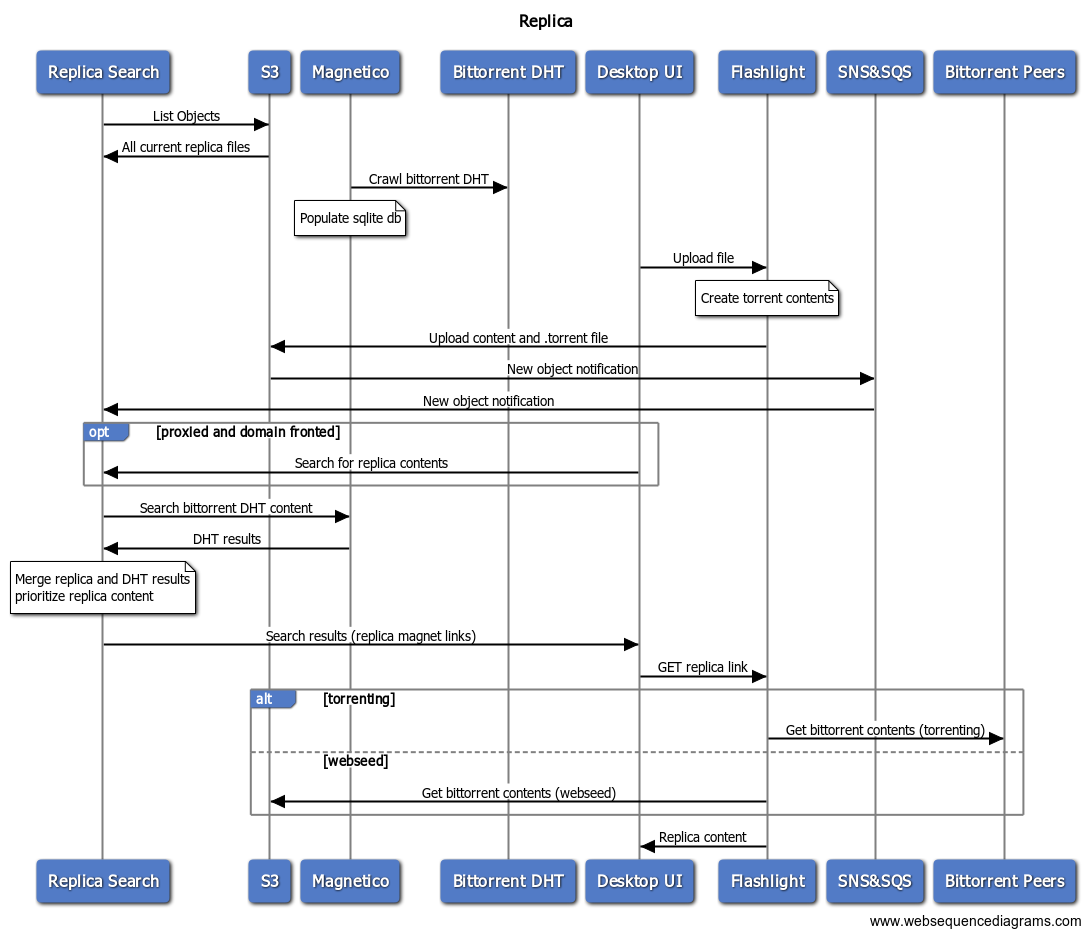 Replica
Replica Search
S3
Magnetico
Bittorrent DHT
Desktop UI
Flashlight
SNS&SQS
Bittorrent Peers
List Objects
All current replica files
Crawl bittorrent DHT
Populate sqlite db
Upload file
Create torrent contents
Upload content and .torrent file
New object notification
New object notification
opt
[proxied and domain fronted]
Search for replica contents
Search bittorrent DHT content
DHT results
Merge replica and DHT results
prioritize replica content
Search results (replica magnet links)
GET replica link
alt
[torrenting]
Get bittorrent contents (torrenting)
[webseed]
Get bittorrent contents (webseed)
Replica content
Replica Search
S3
Magnetico
Bittorrent DHT
Desktop UI
Flashlight
SNS&SQS
Bittorrent Peers
www.websequencediagrams.com